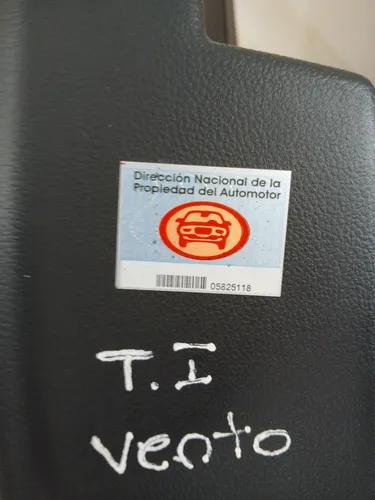 Dirección Nacional de la
Propiedad del Automotor
05825118
T.I
Vento